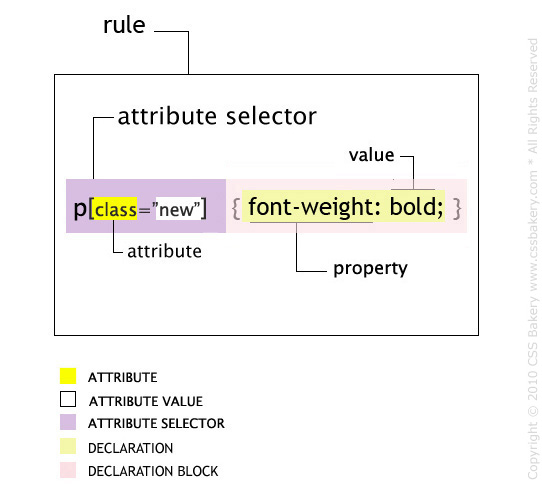 rule
attribute selector
value
p[class="new"] { font-weight: bold; }
attribute
property
ATTRIBUTE
ATTRIBUTE VALUE
ATTRIBUTE SELECTOR
DECLARATION
DECLARATION BLOCK
Copyright © 2010 CSS Bakery www.cssbakery.com * All Rights Reserved